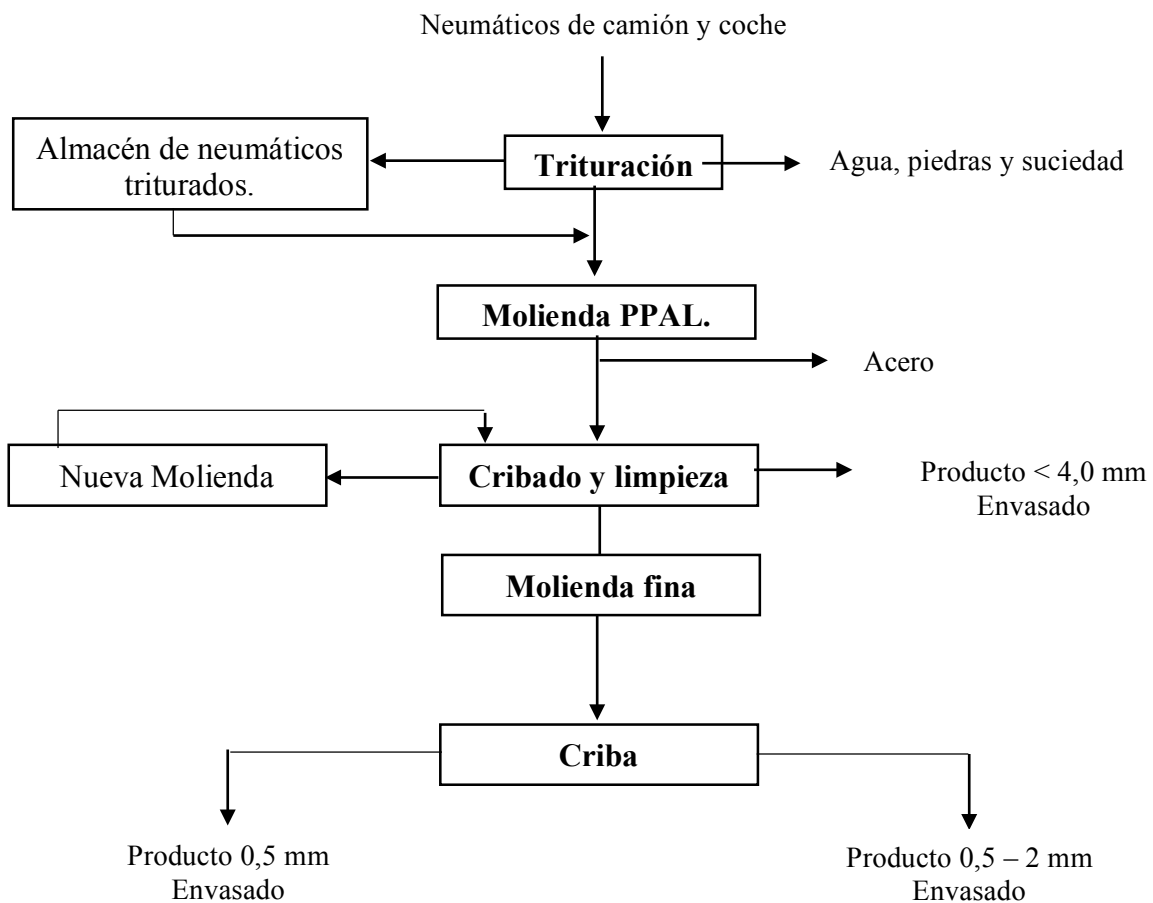 Neumáticos de camión y coche
Almacén de neumáticos
triturados.
Trituración
Agua, piedras y suciedad
Molienda PPAL.
Acero
Nueva Molienda
Cribado y limpieza
Producto < 4,0 mm
Envasado
Molienda fina
Criba
Producto 0,5 mm
Envasado
Producto 0,5 – 2 mm
Envasado